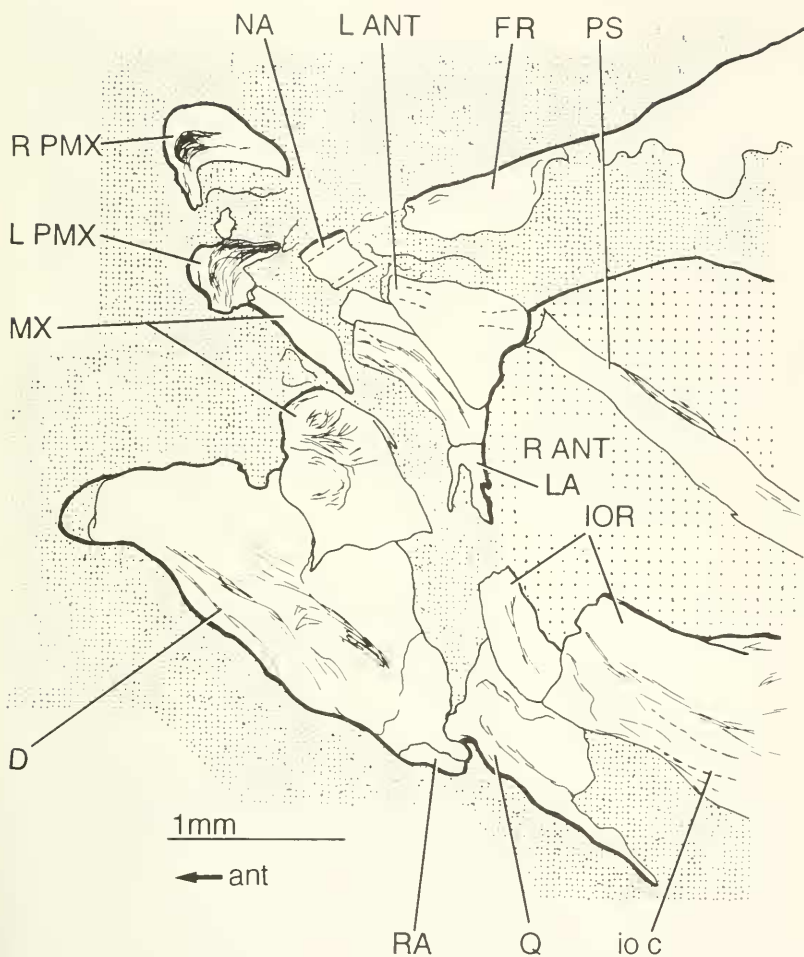 NA
L ANT
FR
PS
R PMX
L PMX
MX
R ANT
LA
IOR
D
1mm
ant
RA
Q
io c